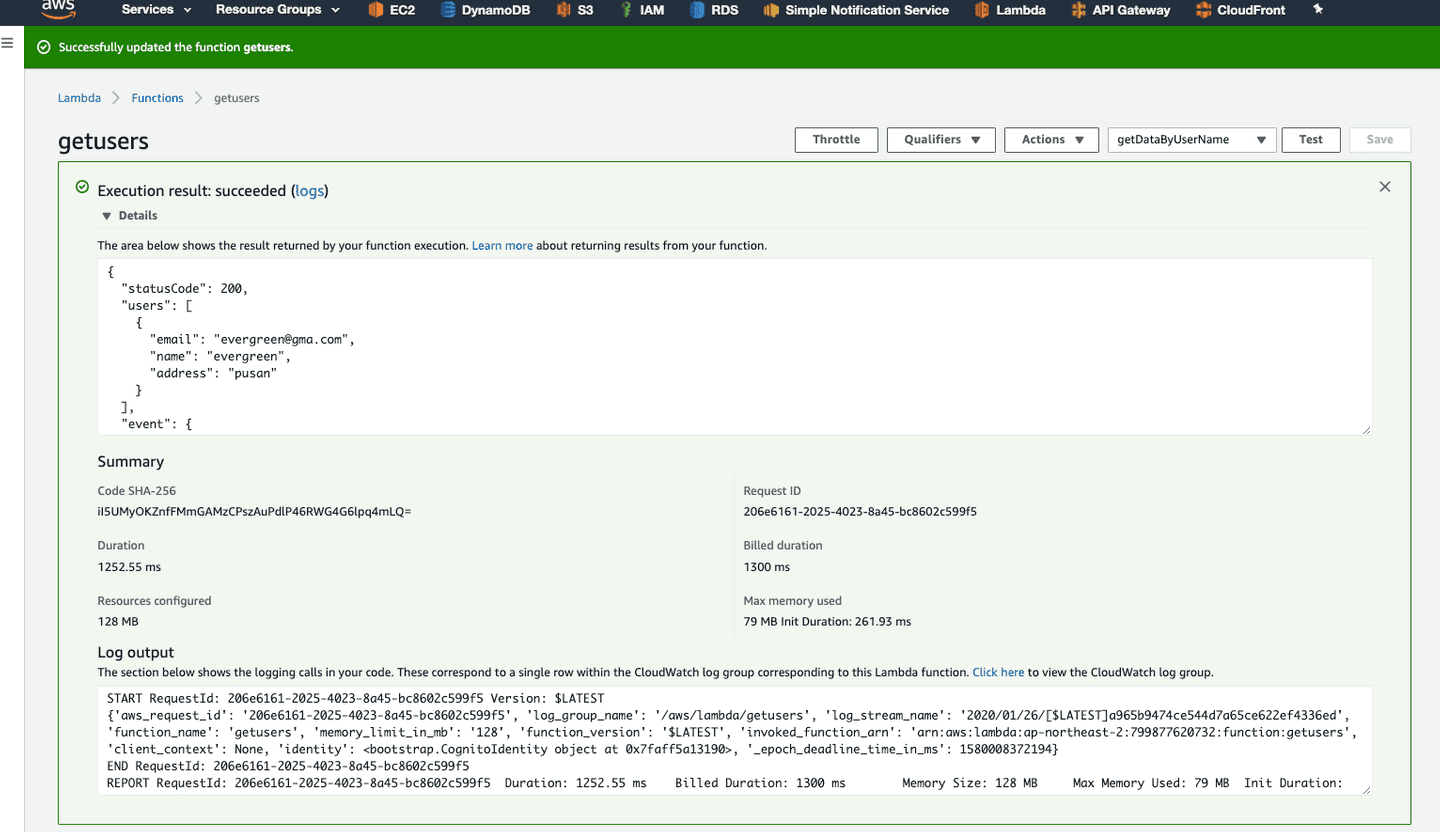 aws
Services Resource Groups EC2 DynamoDB S3 IAM RDS Simple Notification Service Lambda API Gateway CloudFront
Successfully updated the function getusers.
Lambda Functions getusers
getusers
Throttle Qualifiers Actions getDataByUserName Test Save
Execution result: succeeded (logs)
Details
The area below shows the result returned by your function execution. Learn more about returning results from your function.
{
"statusCode": 200,
"users": [
{
"email": "evergreen@gma.com",
"name": "evergreen",
"address": "pusan"
}
],
"event": {
Summary
Code SHA-256
iI5UMyOKZnfFMmGAMzCPszAuPdlP46RWG4G6lpq4mLQ=
Request ID
206e6161-2025-4023-8a45-bc8602c599f5
Duration
1252.55 ms
Billed duration
1300 ms
Resources configured
128 MB
Max memory used
79 MB Init Duration: 261.93 ms
Log output
The section below shows the logging calls in your code. These correspond to a single row within the CloudWatch log group corresponding to this Lambda function. Click here to view the CloudWatch log group.
START RequestId: 206e6161-2025-4023-8a45-bc8602c599f5 Version: $LATEST
{'aws_request_id': '206e6161-2025-4023-8a45-bc8602c599f5', 'log_group_name': '/aws/lambda/getusers', 'log_stream_name': '2020/01/26/[$LATEST]a965b9474ce544d7a65ce622ef4336ed',
'function_name': 'getusers', 'memory_limit_in_mb': '128', 'function_version': '$LATEST', 'invoked_function_arn': 'arn:aws:lambda:ap-northeast-2:799877620732:function:getusers',
'client_context': None, 'identity': <bootstrap.CognitoIdentity object at 0x7faff5a13190>, '_epoch_deadline_time_in_ms': 1580008372194}
END RequestId: 206e6161-2025-4023-8a45-bc8602c599f5
REPORT RequestId: 206e6161-2025-4023-8a45-bc8602c599f5 Duration: 1252.55 ms Billed Duration: 1300 ms Memory Size: 128 MB Max Memory Used: 79 MB Init Duration: